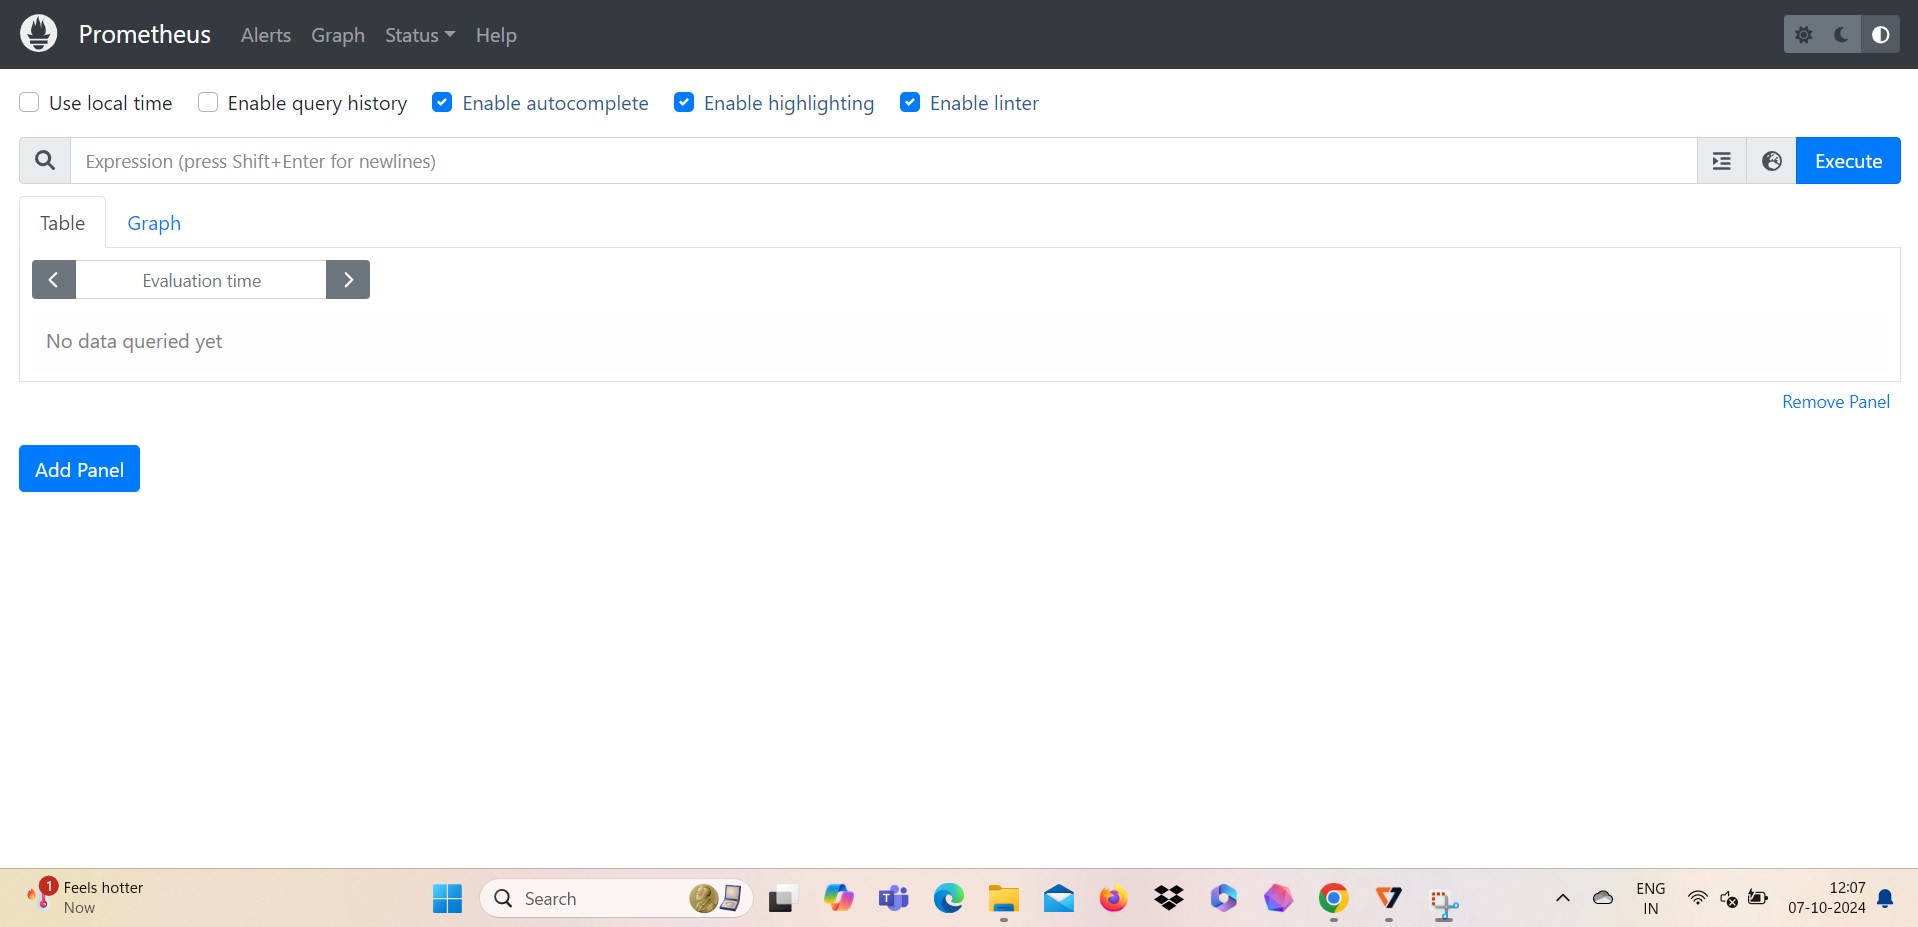 Prometheus Alerts Graph Status Help
Use local time Enable query history Enable autocomplete Enable highlighting Enable linter
Expression (press Shift+Enter for newlines) Execute
Table Graph
Evaluation time
No data queried yet
Remove Panel
Add Panel
1 Feels hotter
Now
Search
ENG
IN
12:07
07-10-2024